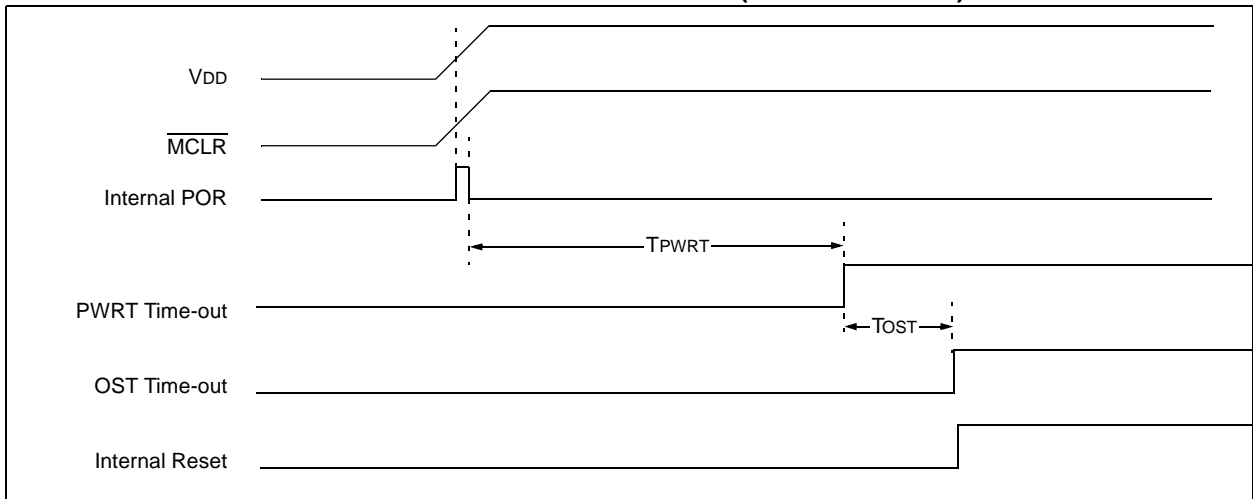 VDD
MCLR
Internal POR
TPWRT
PWRT Time-out
TOST
OST Time-out
Internal Reset